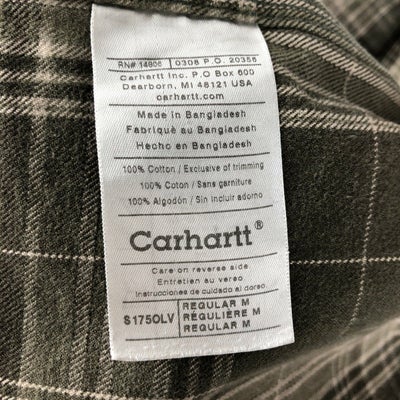 RN# 14806 0308 P.O. 20356
Carhartt Inc. P.O Box 600
Dearborn, MI 48121 USA
carhartt.com
Made in Bangladesh
Fabriqué au Bangladesh
Hecho en Bangladesh
100% Cotton / Exclusive of trimming
100% Coton / Sans garniture
100% Algodón / Sin incluir adorno
Carhartt®
Care on reverse side
Entretien au verso
Instrucciones de cuidado al dorso
S175OLV REGULAR M
RÉGULIÈRE M
REGULAR M